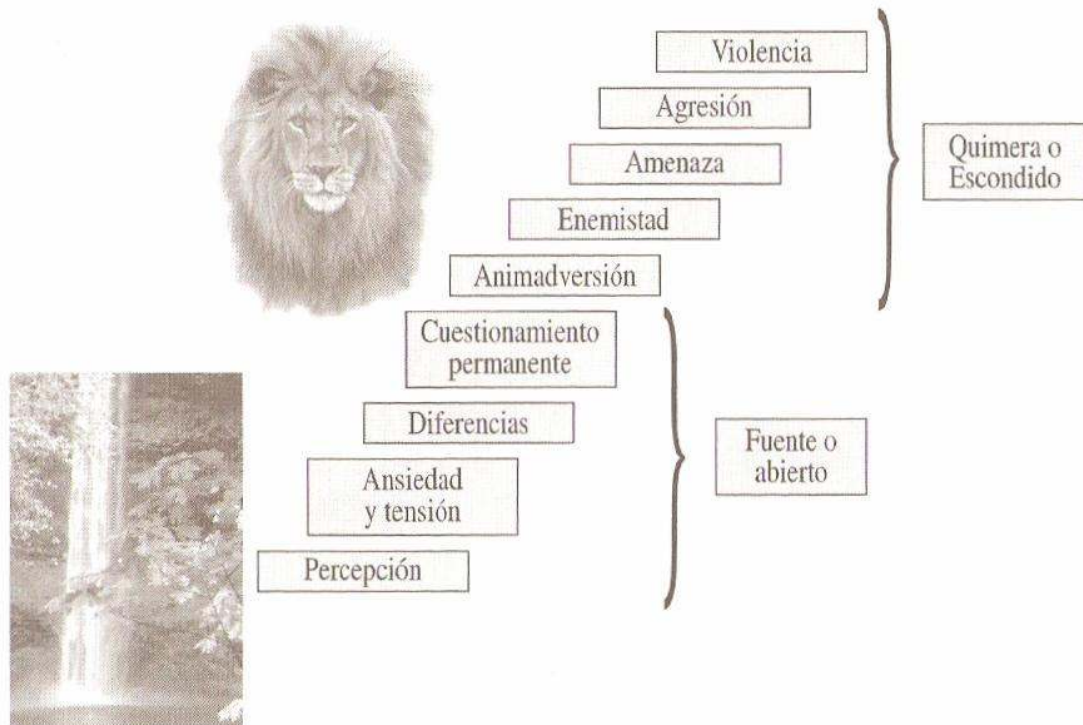 Violencia
Agresión
Amenaza
Enemistad
Animadversión
Quimera o
Escondido
Cuestionamiento
permanente
Diferencias
Ansiedad
y tensión
Percepción
Fuente o
abierto